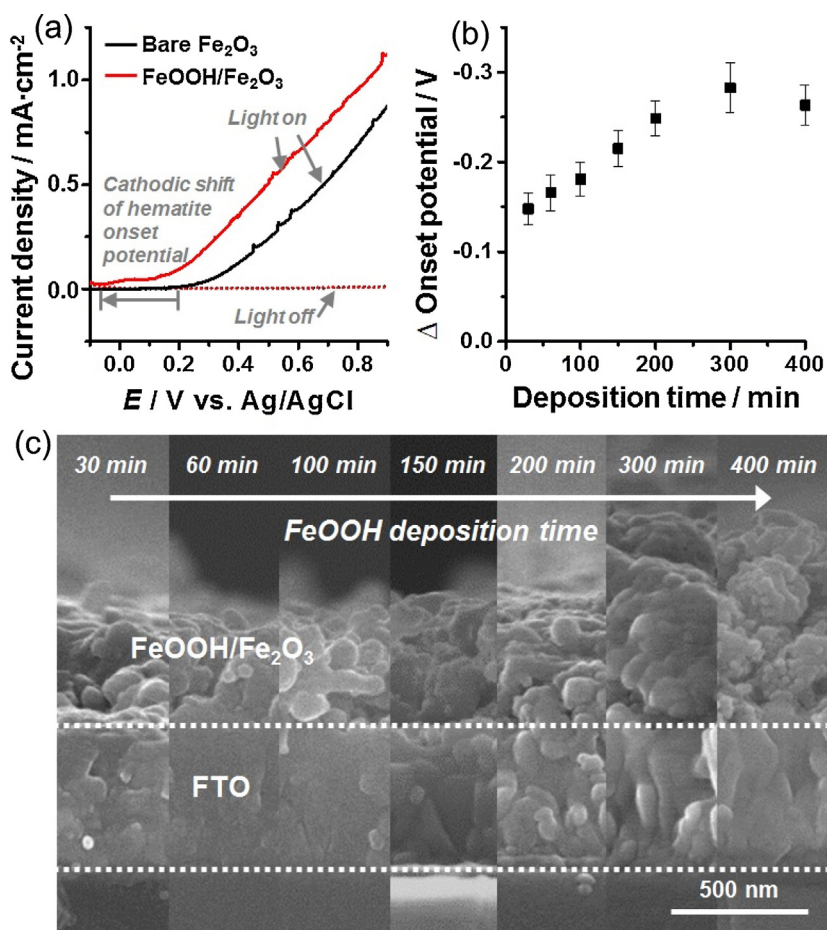 (a)
Bare Fe₂O₃
FeOOH/Fe₂O₃
Light on
Cathodic shift
of hematite
onset
potential
Light off
1.0
0.5
0.0
Current density / mA·cm⁻²
0.0 0.2 0.4 0.6 0.8
E / V vs. Ag/AgCl
(b)
-0.3
-0.2
-0.1
0.0
Δ Onset potential / V
0 100 200 300 400
Deposition time / min
(c)
30 min 60 min 100 min 150 min 200 min 300 min 400 min
FeOOH deposition time
FeOOH/Fe₂O₃
FTO
500 nm